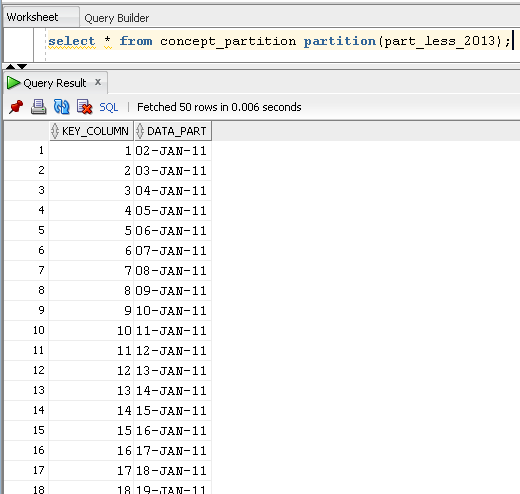 Worksheet Query Builder
select * from concept_partition partition(part_less_2013);
Query Result x
SQL | Fetched 50 rows in 0.006 seconds
KEY_COLUMN DATA_PART
1 1 02-JAN-11
2 2 03-JAN-11
3 3 04-JAN-11
4 4 05-JAN-11
5 5 06-JAN-11
6 6 07-JAN-11
7 7 08-JAN-11
8 8 09-JAN-11
9 9 10-JAN-11
10 10 11-JAN-11
11 11 12-JAN-11
12 12 13-JAN-11
13 13 14-JAN-11
14 14 15-JAN-11
15 15 16-JAN-11
16 16 17-JAN-11
17 17 18-JAN-11
18 18 19-JAN-11